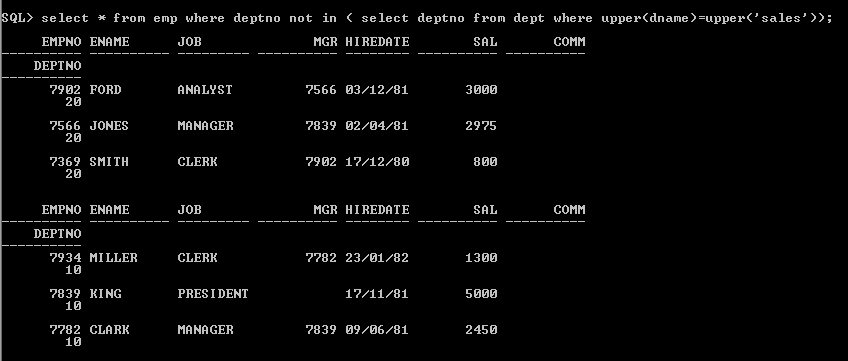 SQL> select * from emp where deptno not in ( select deptno from dept where upper(dname)=upper('sales'));
EMPNO ENAME JOB MGR HIREDATE SAL COMM
---------- ---------- --------- ---------- -------- ---------- ----------
DEPTNO
----------
7902 FORD ANALYST 7566 03/12/81 3000
20
7566 JONES MANAGER 7839 02/04/81 2975
20
7369 SMITH CLERK 7902 17/12/80 800
20
EMPNO ENAME JOB MGR HIREDATE SAL COMM
---------- ---------- --------- ---------- -------- ---------- ----------
DEPTNO
----------
7934 MILLER CLERK 7782 23/01/82 1300
10
7839 KING PRESIDENT 17/11/81 5000
10
7782 CLARK MANAGER 7839 09/06/81 2450
10